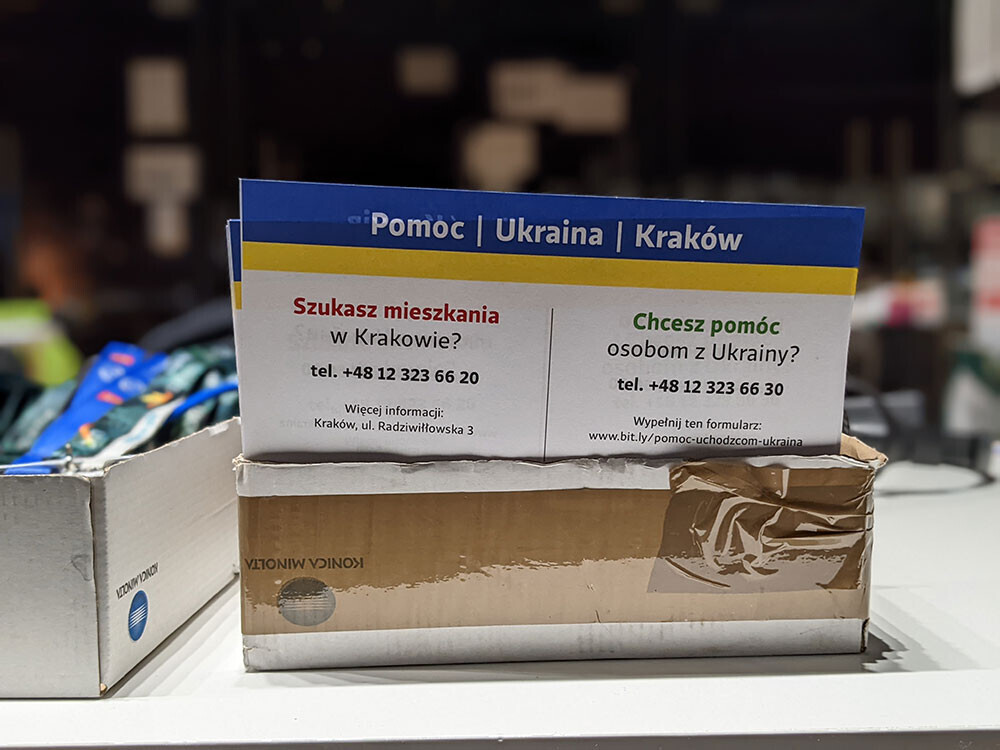 Pomoc | Ukraina | Kraków
Szukasz mieszkania
w Krakowie?
tel. +48 12 323 66 20
Więcej informacji:
Kraków, ul. Radziwiłłowska 3
Chcesz pomóc
osobom z Ukrainy?
tel. +48 12 323 66 30
Wypełnij ten formularz:
www.bit.ly/pomoc-uchodzcom-ukraina
KONICA MINOLTA
KONICA MINOLTA